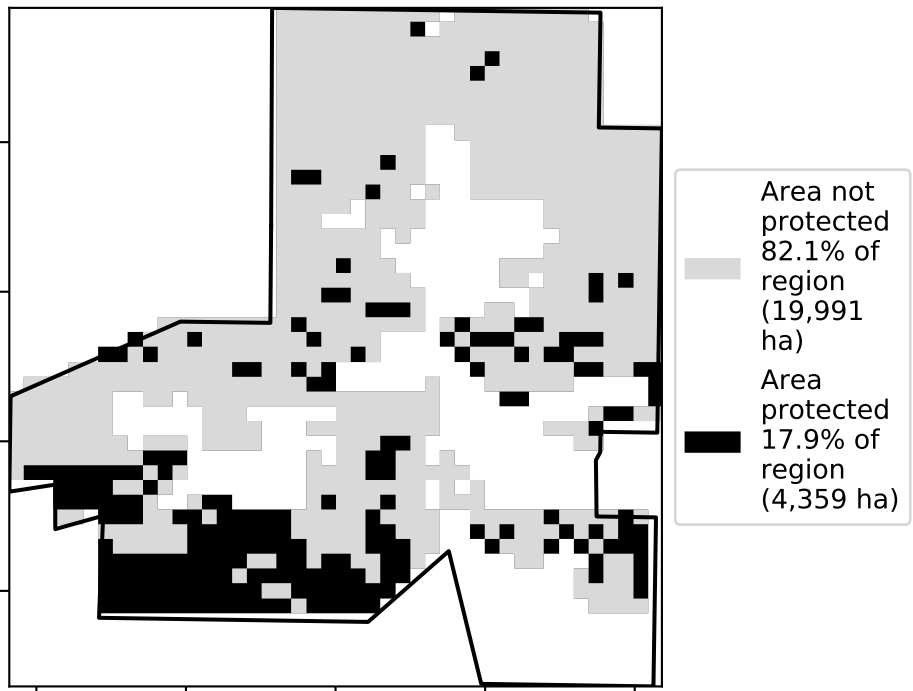 Area not
protected
82.1% of
region
(19,991
ha)
Area
protected
17.9% of
region
(4,359 ha)